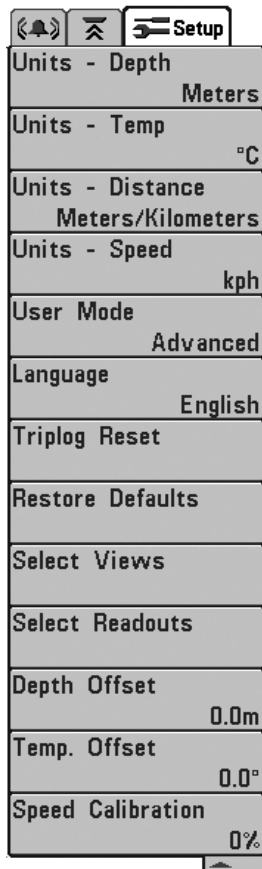 Setup
Units - Depth
Meters
Units - Temp
°C
Units - Distance
Meters/Kilometers
Units - Speed
kph
User Mode
Advanced
Language
English
Triplog Reset
Restore Defaults
Select Views
Select Readouts
Depth Offset
0.0m
Temp. Offset
0.0°
Speed Calibration
0%